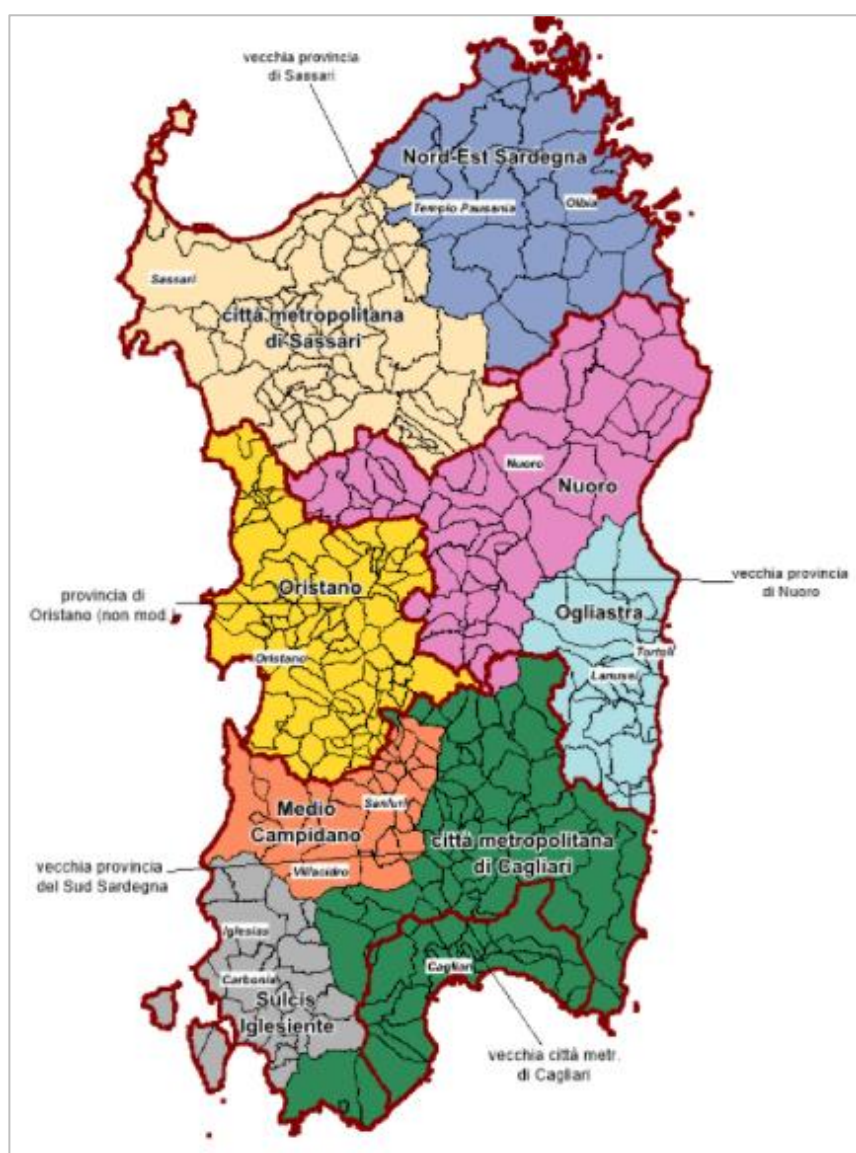 vecchia provincia
di Sassari
Nord-Est Sardegna
Tempio Pausania
Olbia
Sassari
città metropolitana
di Sassari
Nuoro
Nuoro
provincia di
Oristano (non mod.)
Oristano
vecchia provincia
di Nuoro
Ogliastra
Oristano
Tortolì
Lanusei
Medio
Campidano
Sanluri
città metropolitana
di Cagliari
vecchia provincia
del Sud Sardegna
Villacidro
Iglesias
Cagliari
Carbonia
Sulcis
Iglesiente
vecchia città metr.
di Cagliari